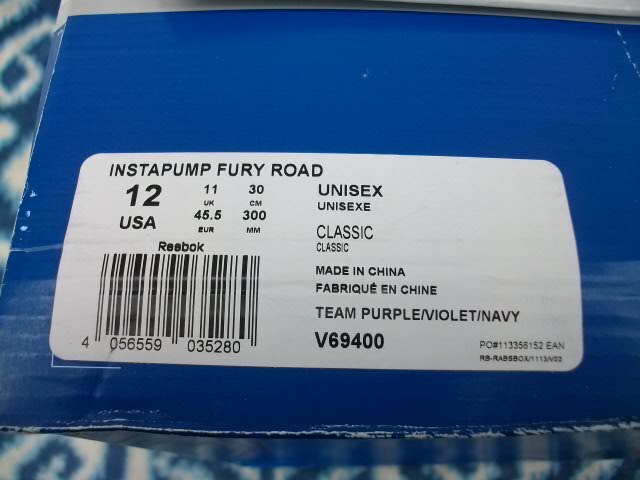 INSTAPUMP FURY ROAD
12 11 30 UNISEX
UK CM UNISEXE
USA 45.5 300
EUR MM
CLASSIC
CLASSIC
Reebok
MADE IN CHINA
FABRIQUÉ EN CHINE
TEAM PURPLE/VIOLET/NAVY
4 056559 035280
V69400
PO#113356152 EAN
RB-RABSBOX/1113/V02